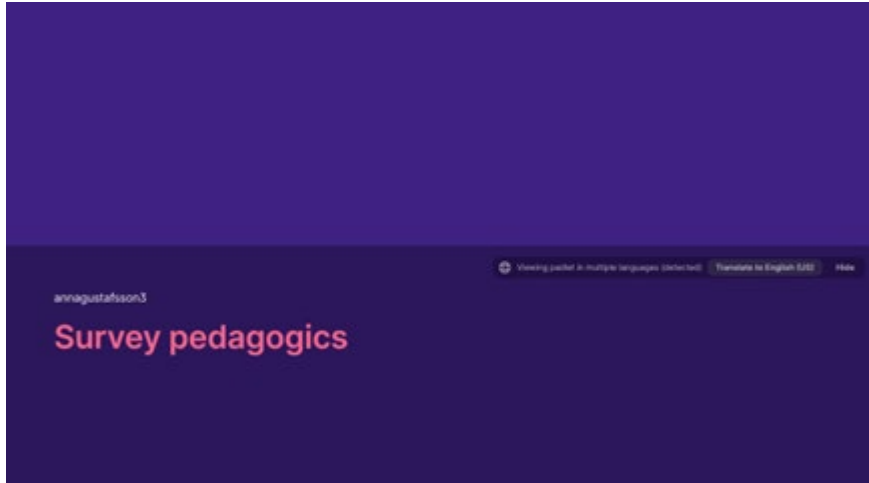 Viewing padlet in multiple languages (detected) Translate to English (US) Hide
annagustafsson3
Survey pedagogics